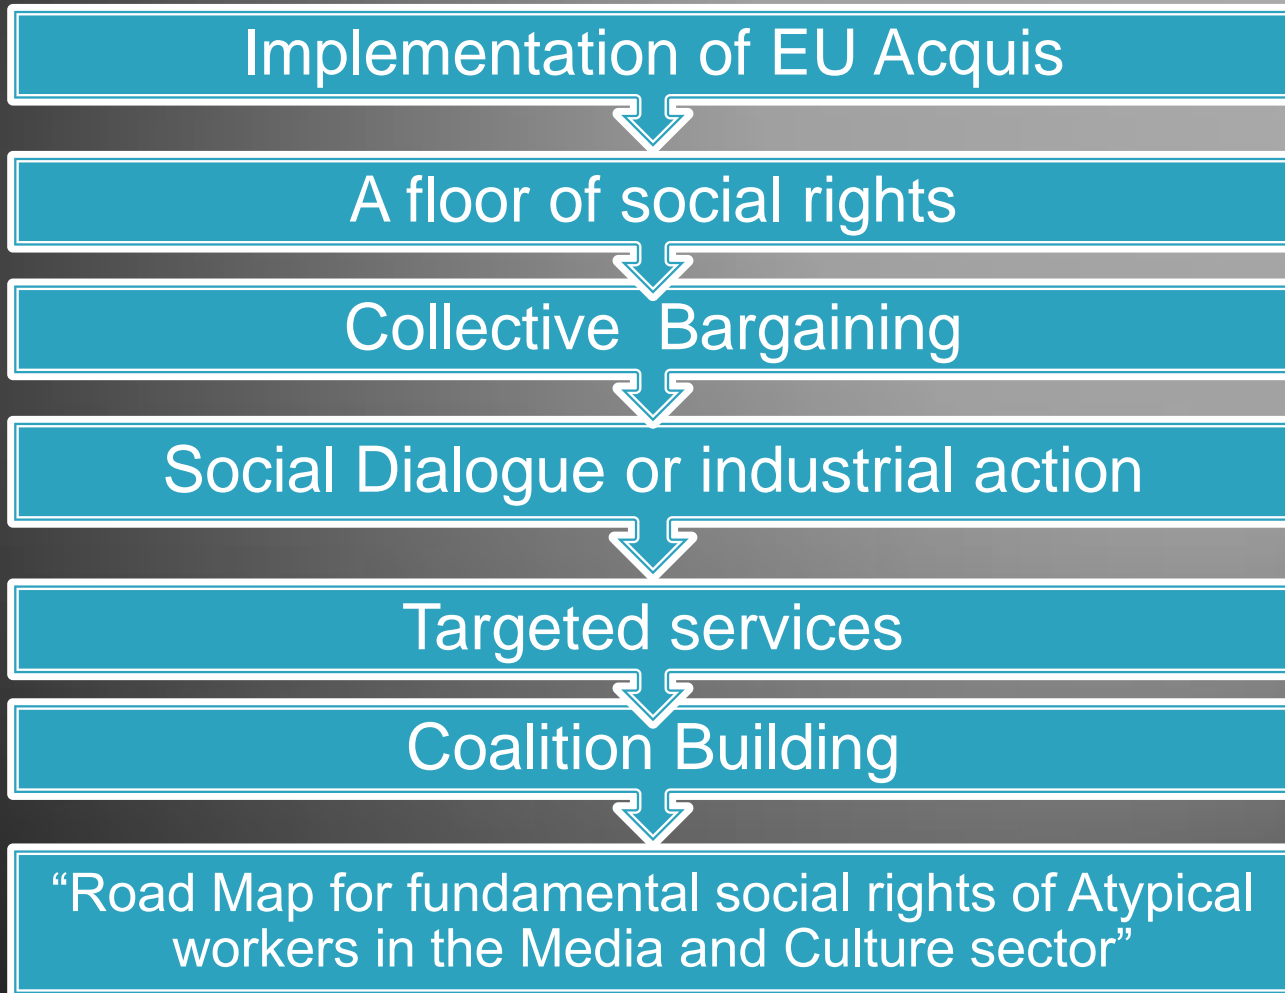 Implementation of EU Acquis
A floor of social rights
Collective Bargaining
Social Dialogue or industrial action
Targeted services
Coalition Building
“Road Map for fundamental social rights of Atypical
workers in the Media and Culture sector”